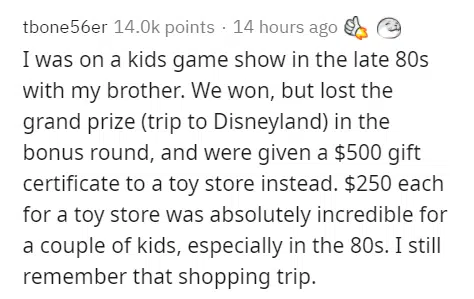 tbone56er 14.0k points · 14 hours ago
I was on a kids game show in the late 80s
with my brother. We won, but lost the
grand prize (trip to Disneyland) in the
bonus round, and were given a $500 gift
certificate to a toy store instead. $250 each
for a toy store was absolutely incredible for
a couple of kids, especially in the 80s. I still
remember that shopping trip.